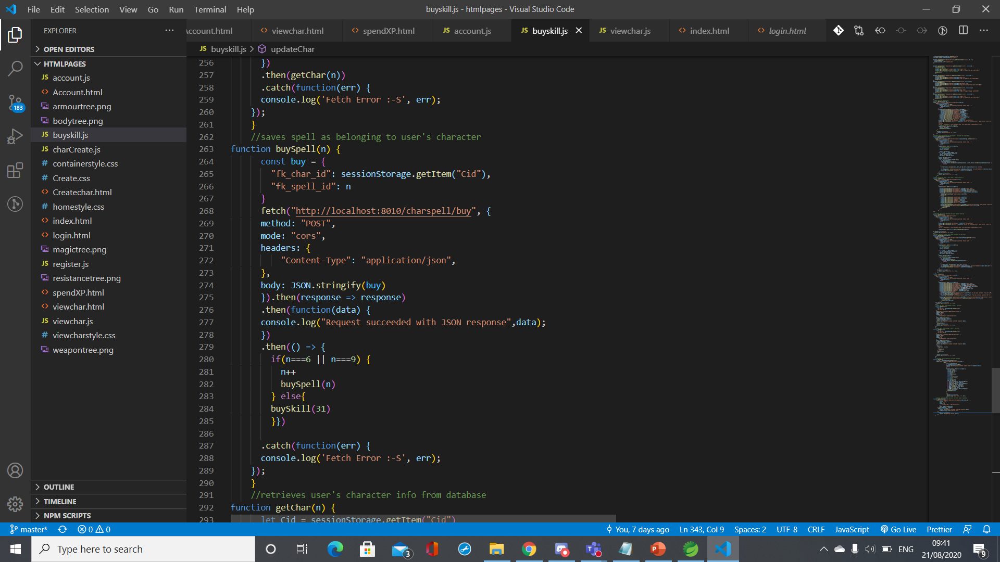 File Edit Selection View Go Run Terminal Help
buyskill.js - htmlpages - Visual Studio Code
EXPLORER
Account.html
viewchar.html
spendXP.html
JS account.js
JS buyskill.js
JS viewchar.js
index.html
login.html
OPEN EDITORS
HTMLPAGES
JS account.js
Account.html
armourtree.png
bodytree.png
JS buyskill.js
JS charCreate.js
# containerstyle.css
# Create.css
Createchar.html
# homestyle.css
index.html
login.html
magictree.png
JS register.js
resistancetree.png
spendXP.html
viewchar.html
JS viewchar.js
# viewcharstyle.css
weapontree.png
183
OUTLINE
TIMELINE
NPM SCRIPTS
JS buyskill.js > updateChar
256 })
257 .then(getChar(n))
258 .catch(function(err) {
259 console.log('Fetch Error :-S', err);
260 });
261 }
262 //saves spell as belonging to user's character
263 function buySpell(n) {
264 const buy = {
265 "fk_char_id": sessionStorage.getItem("Cid"),
266 "fk_spell_id": n
267 }
268 fetch("http://localhost:8010/charspell/buy", {
269 method: "POST",
270 mode: "cors",
271 headers: {
272 "Content-Type": "application/json",
273 },
274 body: JSON.stringify(buy)
275 }).then(response => response)
276 .then(function(data) {
277 console.log("Request succeeded with JSON response",data);
278 })
279 .then(() => {
280 if(n===6 || n===9) {
281 n++
282 buySpell(n)
283 } else{
284 buySkill(31)
285 }})
286
287 .catch(function(err) {
288 console.log('Fetch Error :-S', err);
289 });
290 }
291 //retrieves user's character info from database
292 function getChar(n) {
293 let Cid = sessionStorage.getItem("Cid")
master* 0 0
You, 7 days ago Ln 343, Col 9 Spaces: 2 UTF-8 CRLF JavaScript Go Live Prettier
Type here to search
3
ENG
09:41
21/08/2020
9